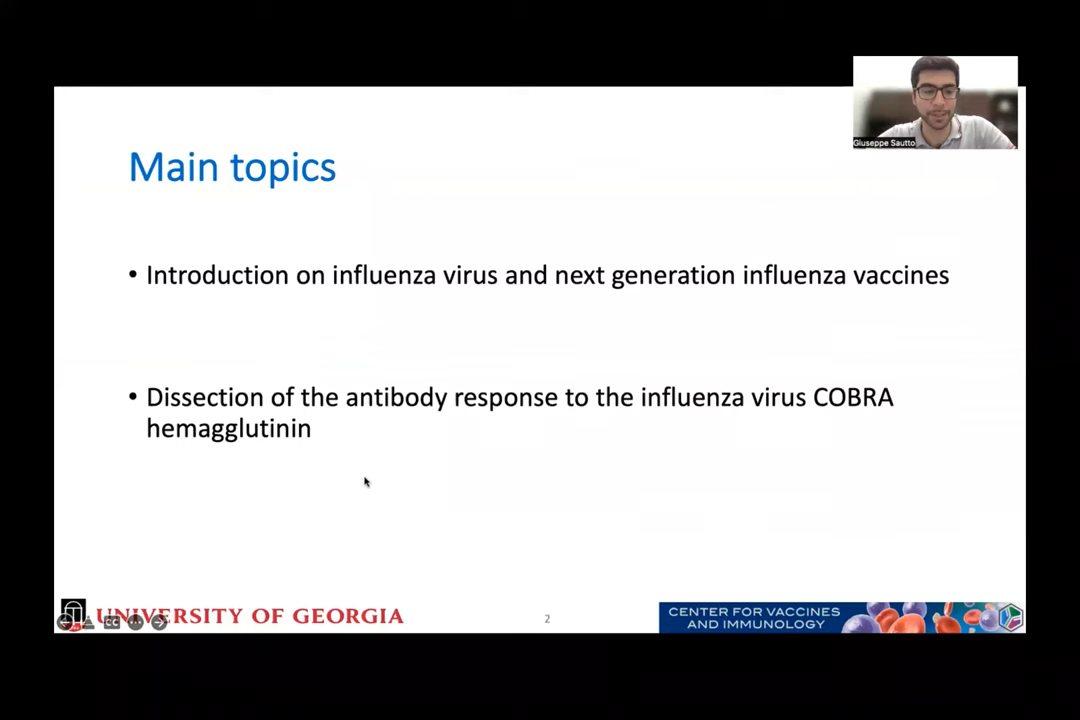 Giuseppe Sautto
Main topics
• Introduction on influenza virus and next generation influenza vaccines
• Dissection of the antibody response to the influenza virus COBRA
hemagglutinin
UNIVERSITY OF GEORGIA
2
CENTER FOR VACCINES
AND IMMUNOLOGY